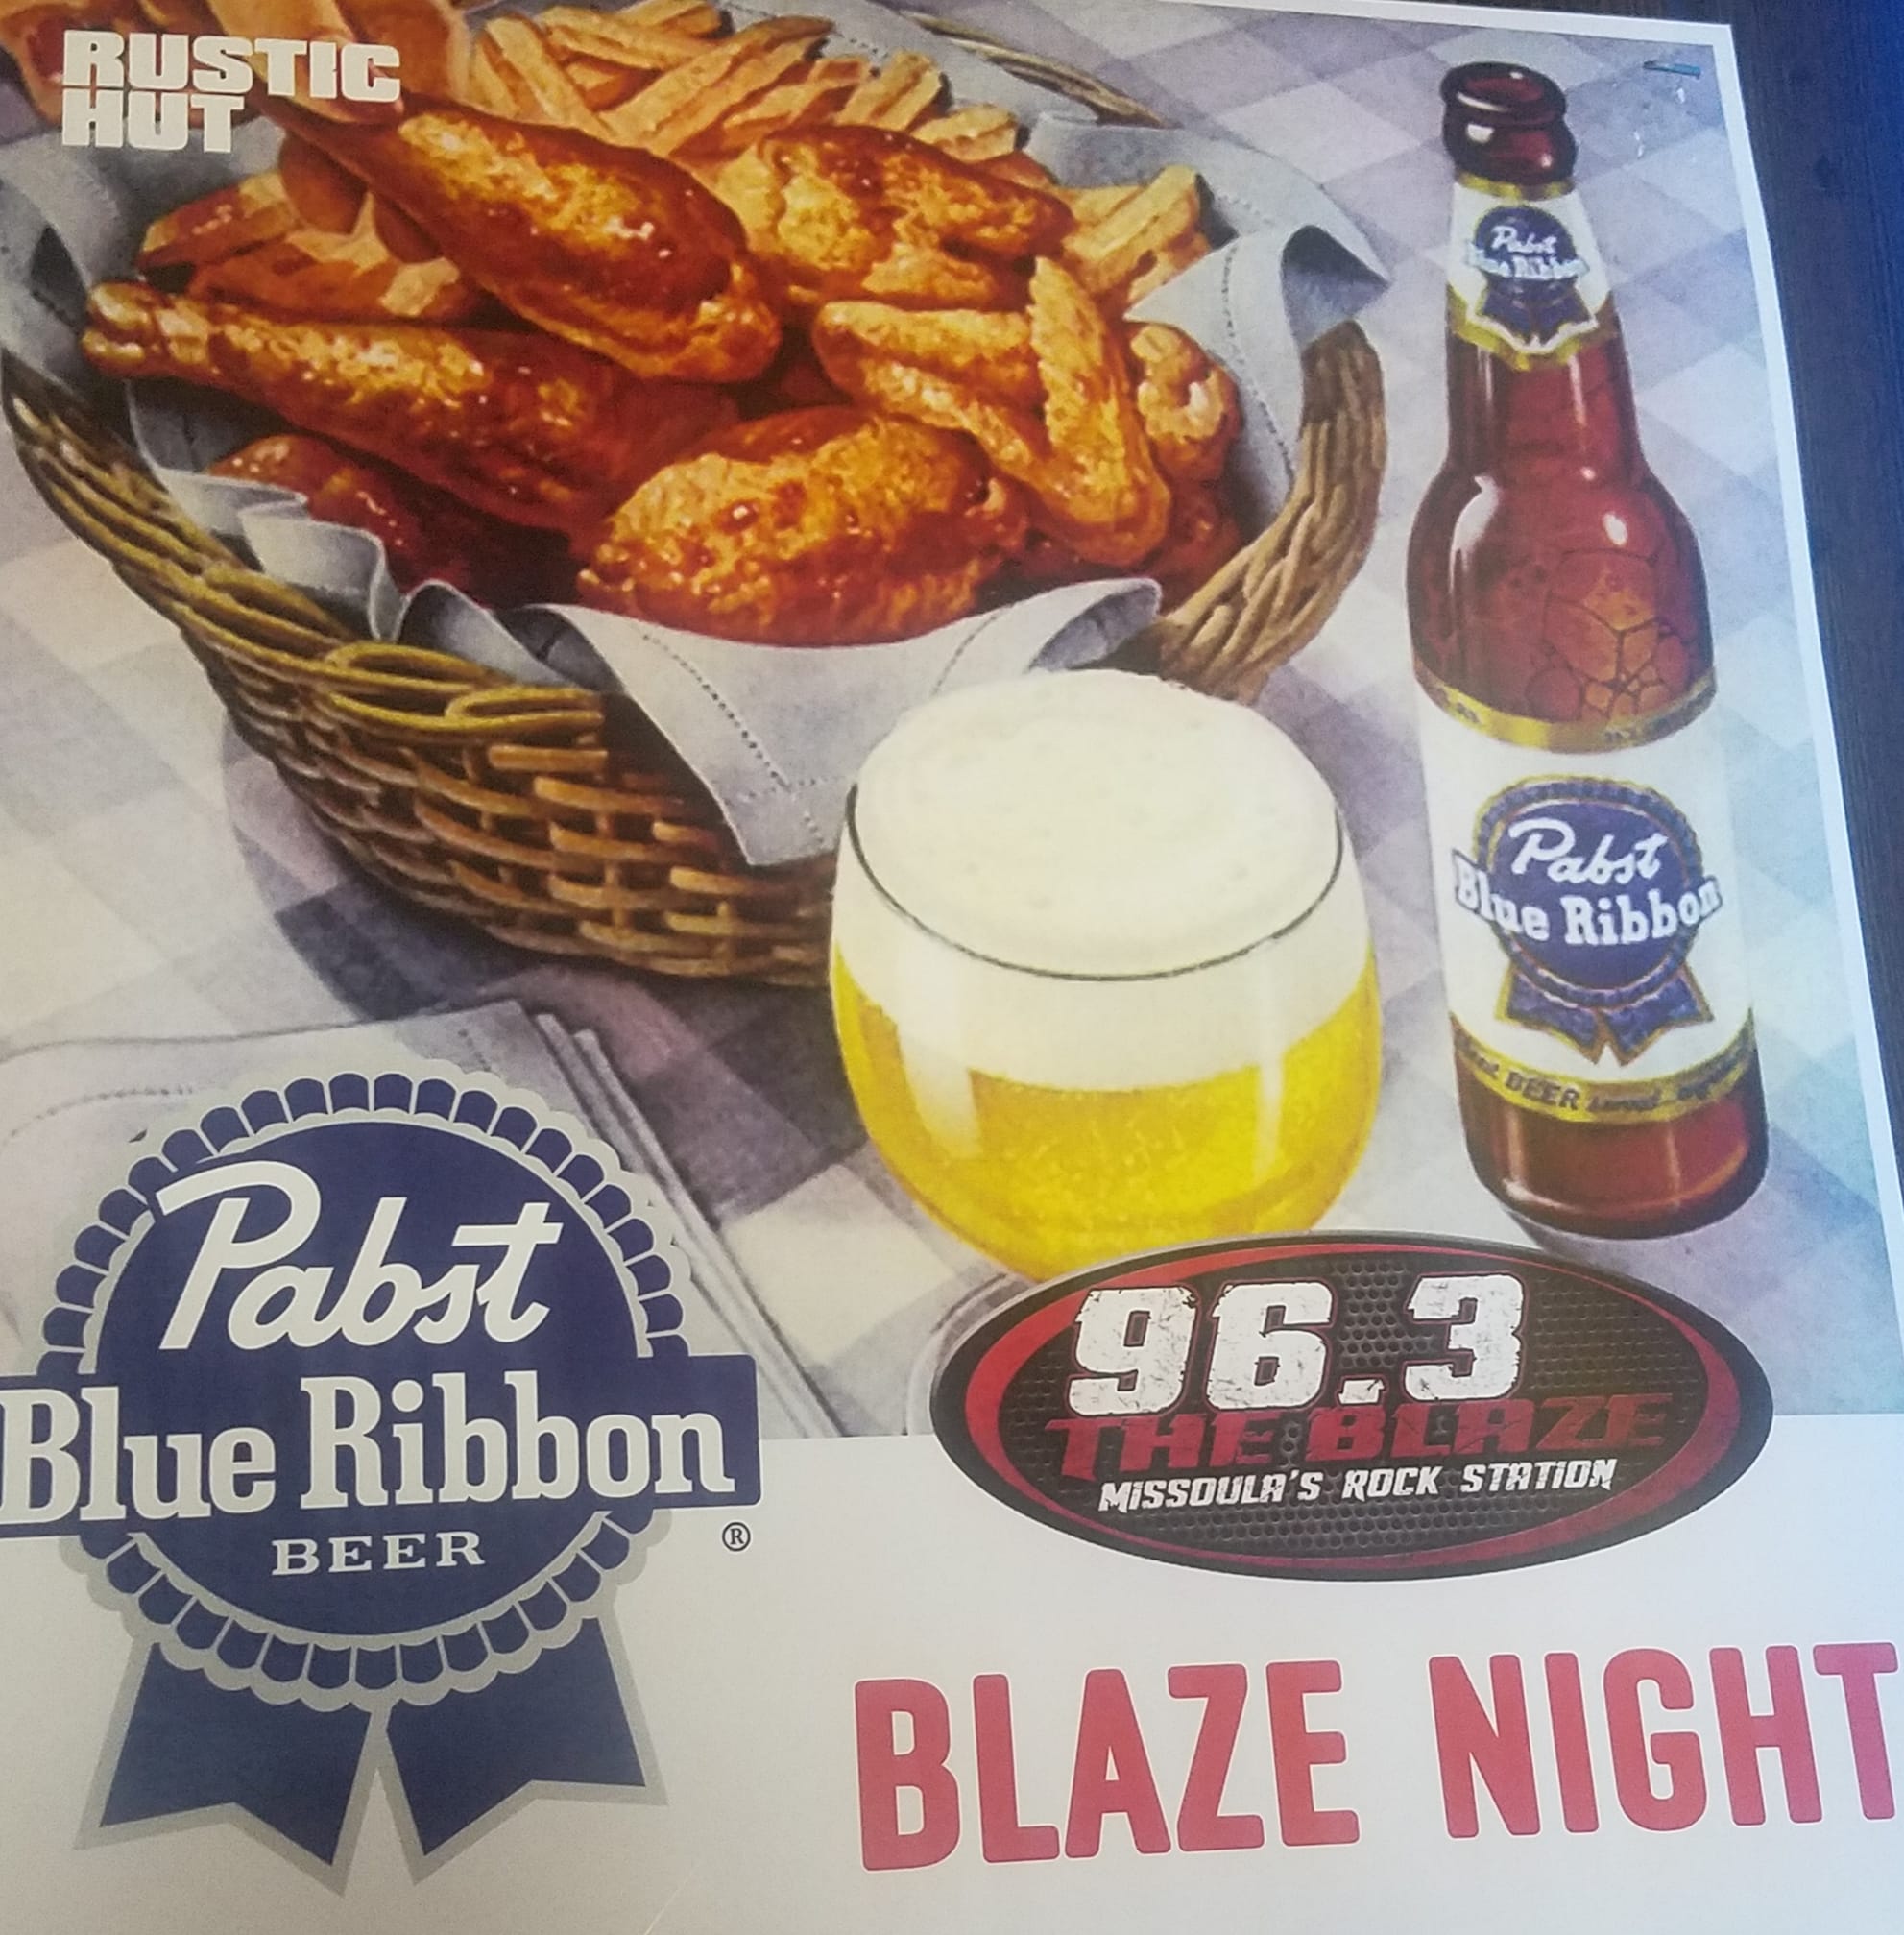 RUSTIC
HUT
Pabst
Blue Ribbon
Pabst
Blue Ribbon
BEER
Pabst
Blue Ribbon
BEER
®
96.3
THE BLAZE
MISSOULA'S ROCK STATION
BLAZE NIGHT